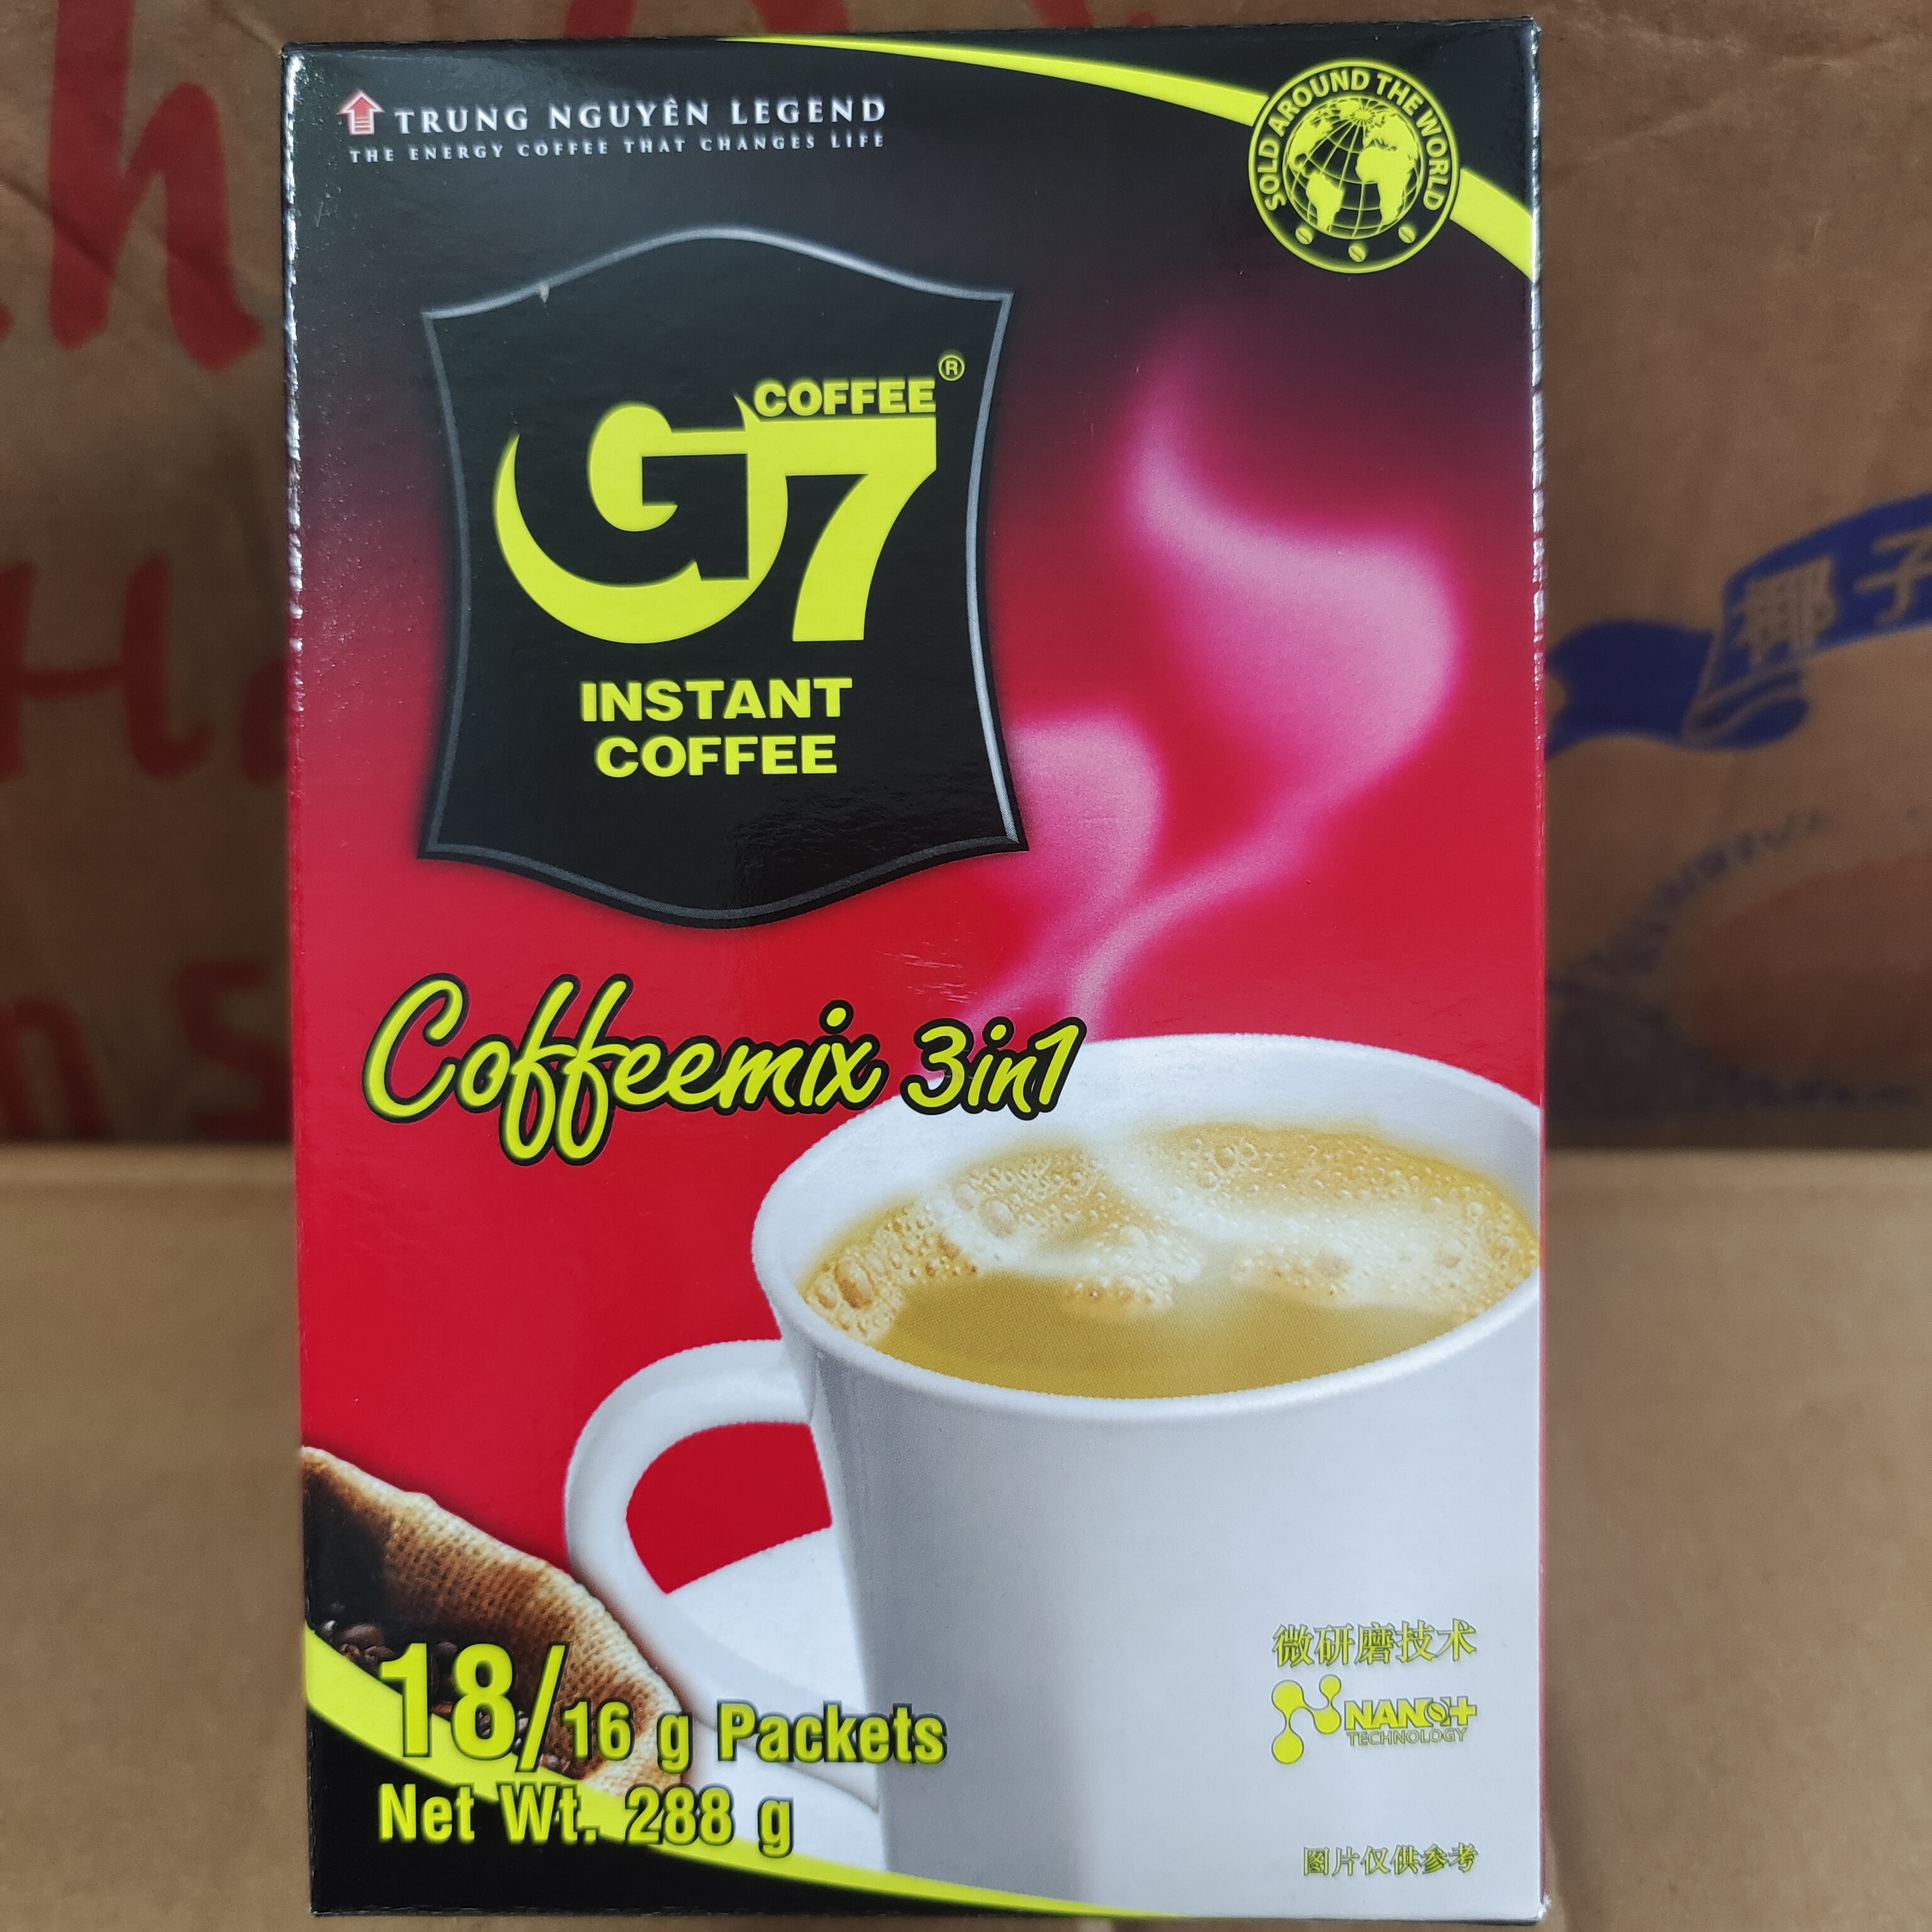 TRUNG NGUYÊN LEGEND
THE ENERGY COFFEE THAT CHANGES LIFE
SOLD AROUND THE WORLD
COFFEE ®
G7
INSTANT
COFFEE
椰子
Coffeemix 3in1
微研磨技术
NANO+
TECHNOLOGY
18/16 g Packets
Net Wt. 288 g
图片仅供参考